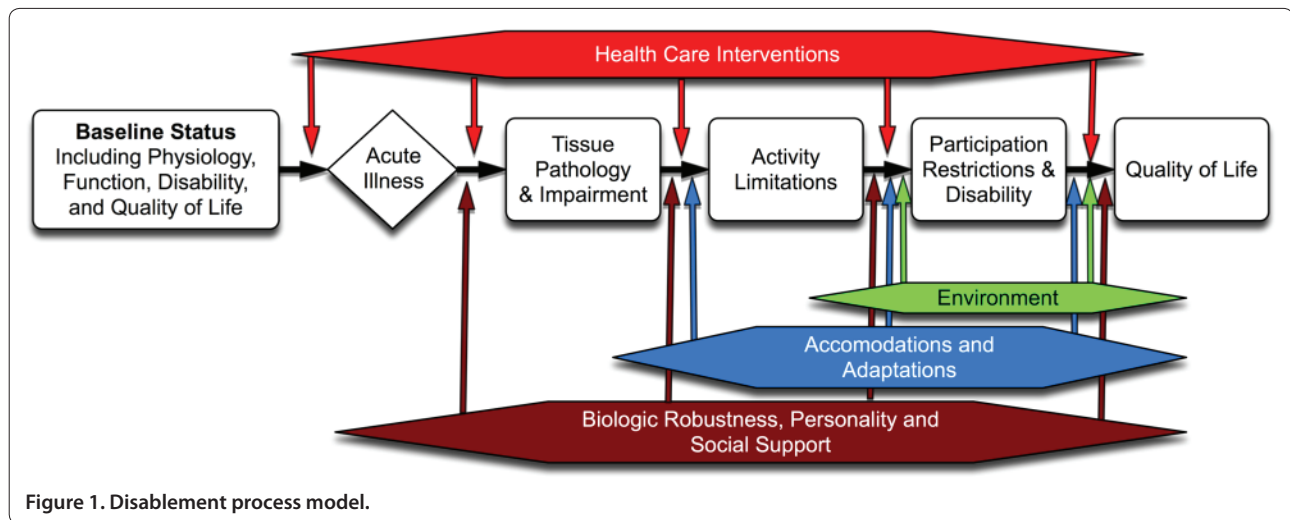 Health Care Interventions
Baseline Status
Including Physiology,
Function, Disability,
and Quality of Life
Acute
Illness
Tissue
Pathology
& Impairment
Activity
Limitations
Participation
Restrictions &
Disability
Quality of Life
Environment
Accomodations and
Adaptations
Biologic Robustness, Personality and
Social Support
Figure 1. Disablement process model.